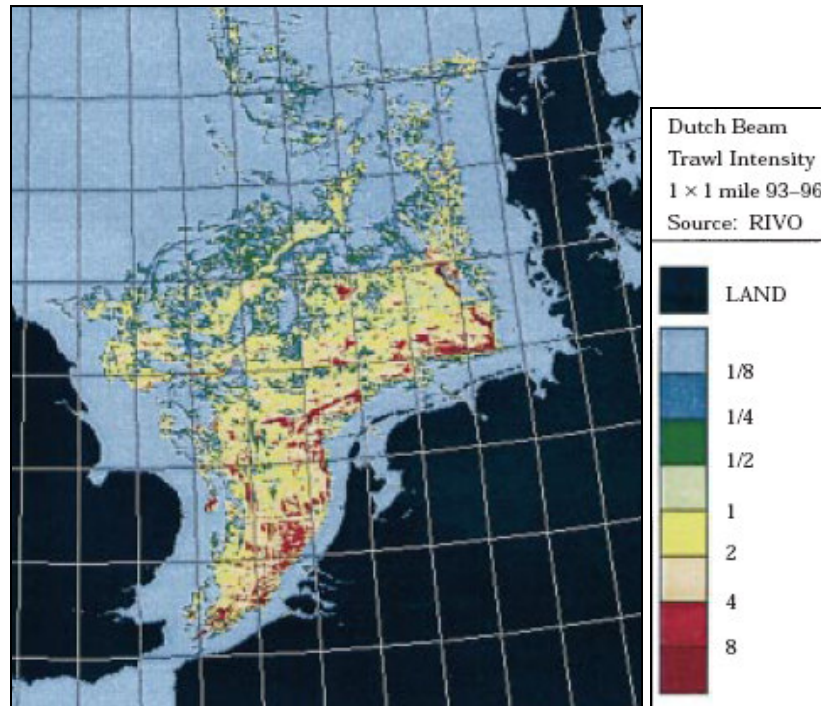 Dutch Beam
Trawl Intensity
1 × 1 mile 93–96
Source: RIVO
LAND
1/8
1/4
1/2
1
2
4
8